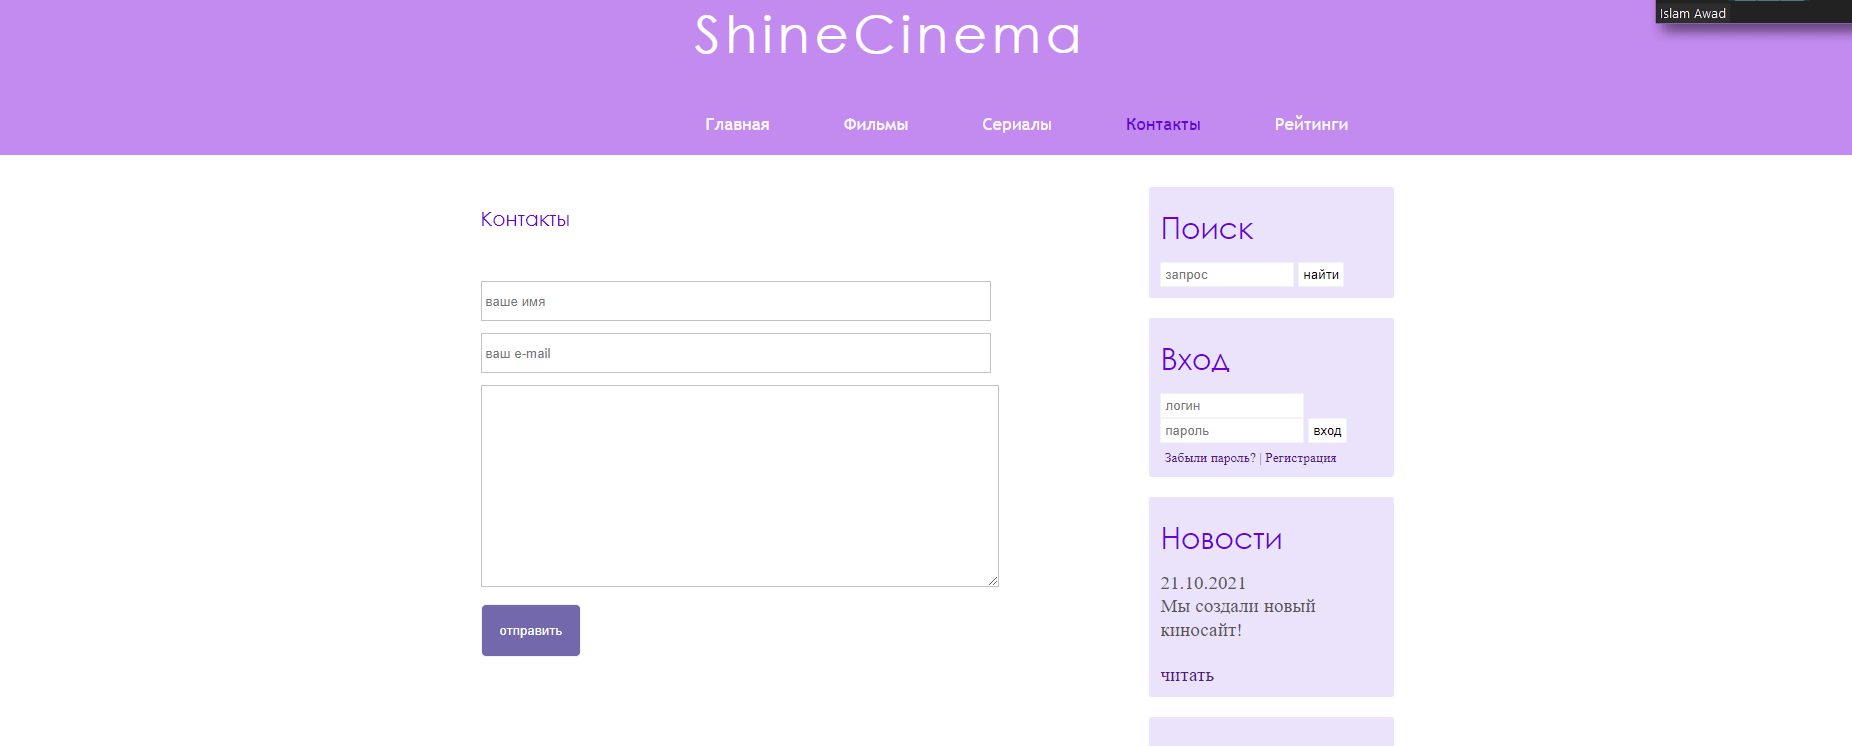 ShineCinema
Islam Awad
Главная Фильмы Сериалы Контакты Рейтинги
Контакты
ваше имя
ваш e-mail
отправить
Поиск
запрос найти
Вход
логин
пароль вход
Забыли пароль? | Регистрация
Новости
21.10.2021
Мы создали новый
киносайт!
читать